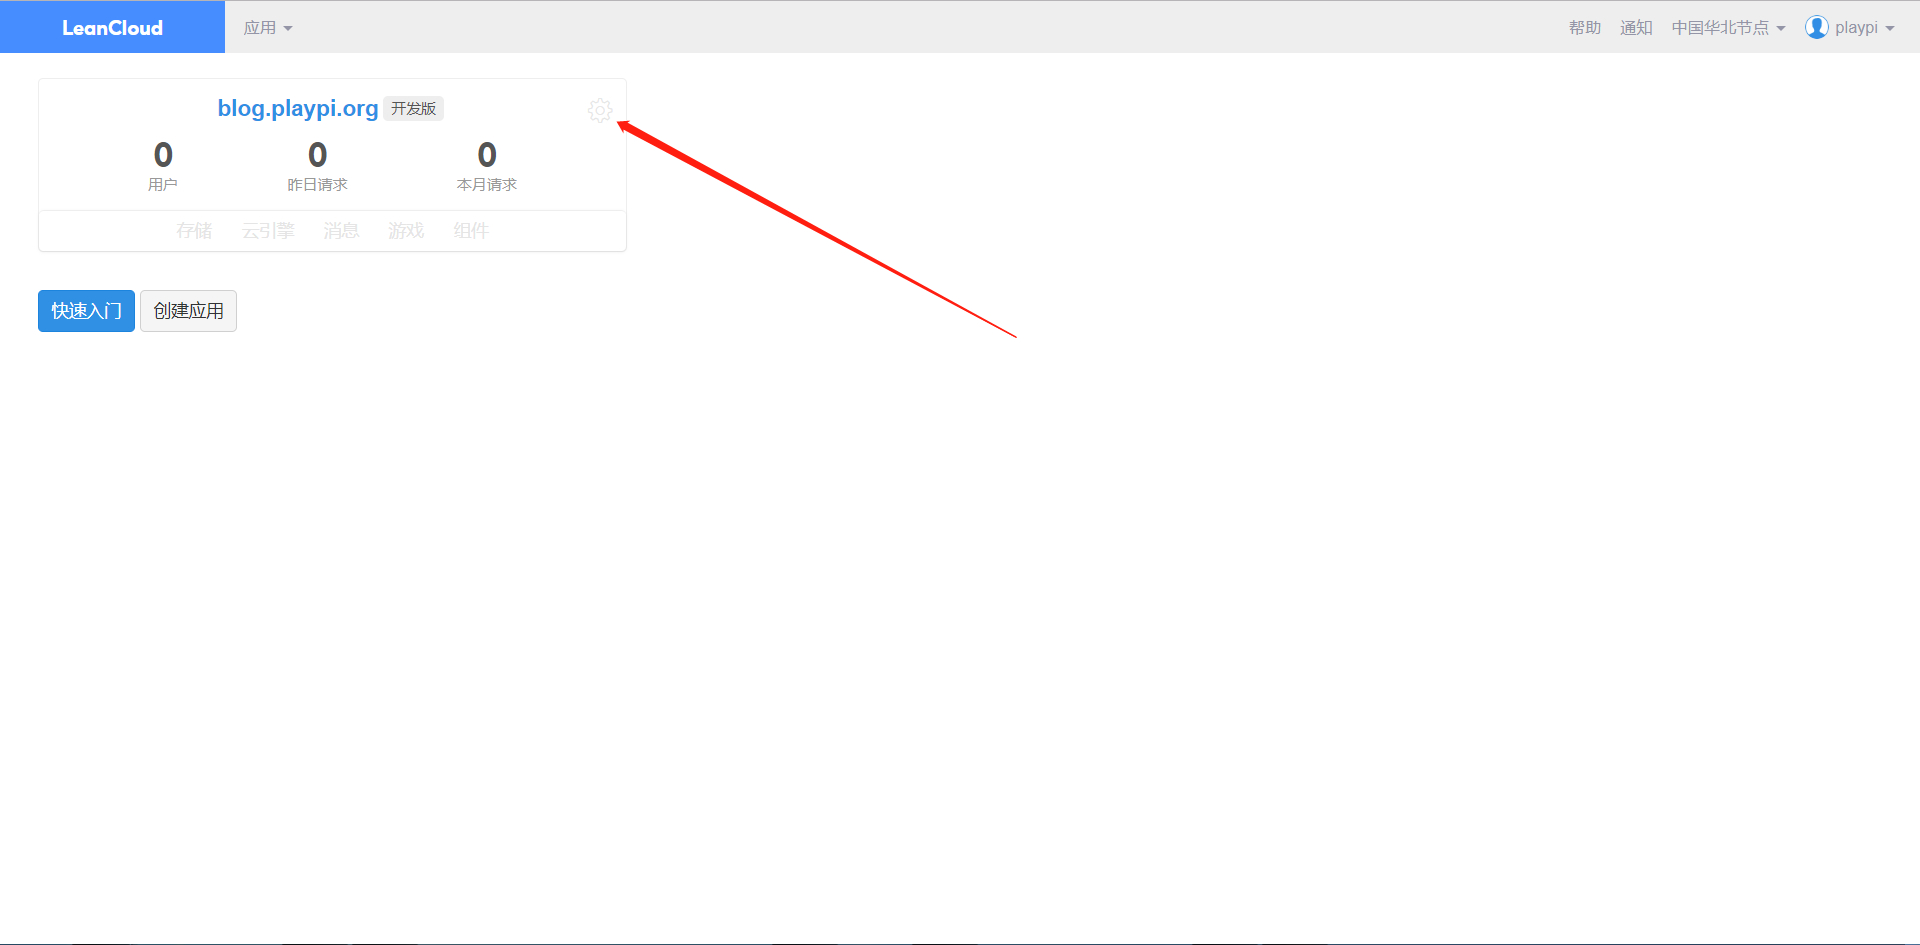 LeanCloud 应用 帮助 通知 中国华北节点 playpi
blog.playpi.org 开发版
0 0 0
用户 昨日请求 本月请求
存储 云引擎 消息 游戏 组件
快速入门 创建应用